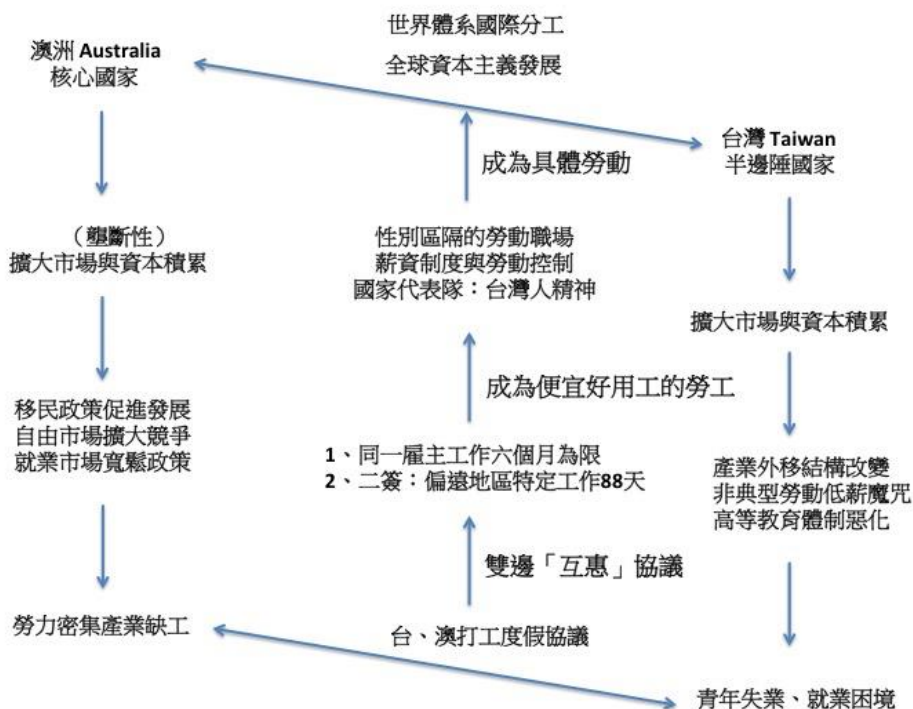 世界體系國際分工
全球資本主義發展
澳洲 Australia
核心國家
台灣 Taiwan
半邊陲國家
成為具體勞動
（壟斷性）
擴大市場與資本積累
性別區隔的勞動職場
薪資制度與勞動控制
國家代表隊：台灣人精神
擴大市場與資本積累
成為便宜好用工的勞工
移民政策促進發展
自由市場擴大競爭
就業市場寬鬆政策
1、同一雇主工作六個月為限
2、二簽：偏遠地區特定工作88天
產業外移結構改變
非典型勞動低薪魔咒
高等教育體制惡化
雙邊「互惠」協議
勞力密集產業缺工
台、澳打工度假協議
青年失業、就業困境